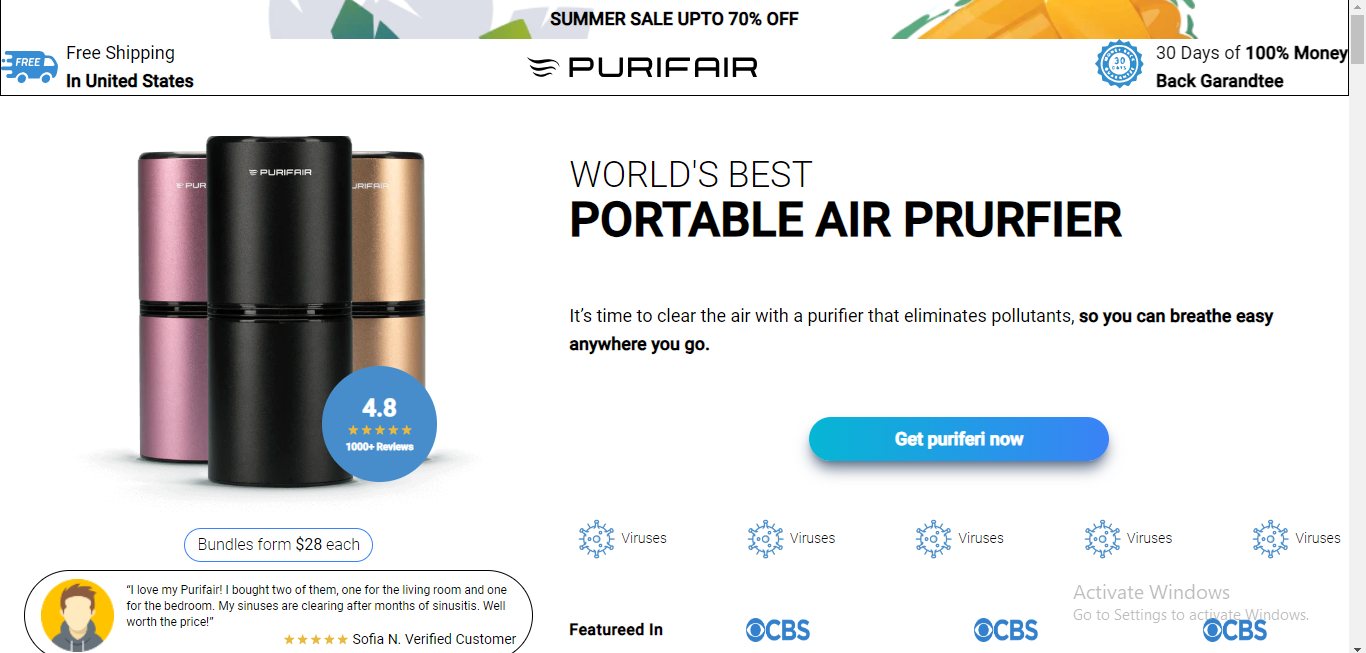 SUMMER SALE UPTO 70% OFF
FREE
Free Shipping
In United States
PURIFAIR
30
DAYS
30 Days of 100% Money
Back Garandtee
PUR
PURIFAIR
URIFAIR
WORLD'S BEST
PORTABLE AIR PRURFIER
It’s time to clear the air with a purifier that eliminates pollutants, so you can breathe easy
anywhere you go.
4.8
1000+ Reviews
Get puriferi now
Bundles form $28 each
Viruses
Viruses
Viruses
Viruses
Viruses
“I love my Purifair! I bought two of them, one for the living room and one
for the bedroom. My sinuses are clearing after months of sinusitis. Well
worth the price!”
Sofia N. Verified Customer
Activate Windows
Go to Settings to activate Windows.
Featureed In
CBS
CBS
CBS